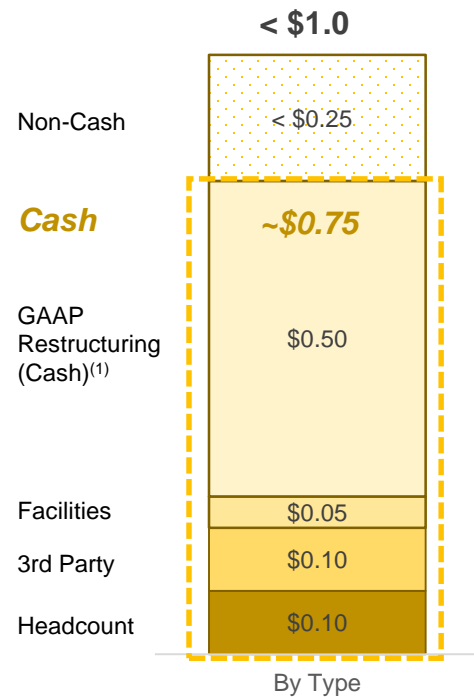 < $1.0
Non-Cash
< $0.25
Cash
~$0.75
GAAP
Restructuring
(Cash)(1)
$0.50
Facilities
$0.05
3rd Party
$0.10
Headcount
$0.10
By Type